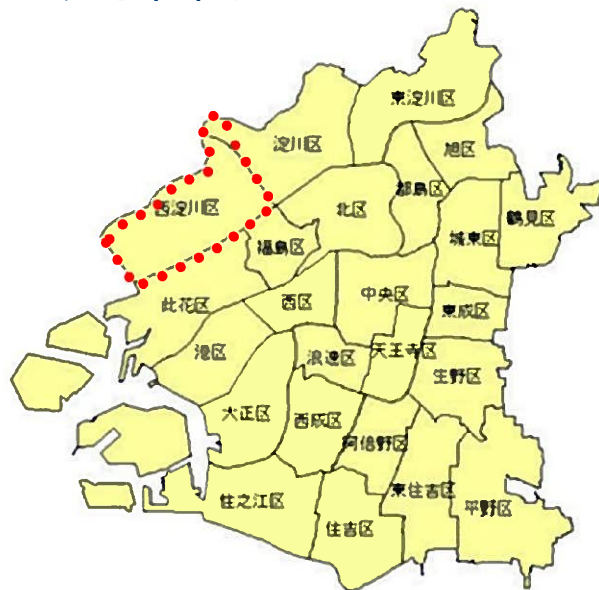 東淀川区
淀川区
旭区
都島区
西淀川区
北区
鶴見区
城東区
福島区
中央区
此花区
西区
東成区
港区
浪速区
天王寺区
生野区
大正区
西成区
阿倍野区
東住吉区
住之江区
平野区
住吉区